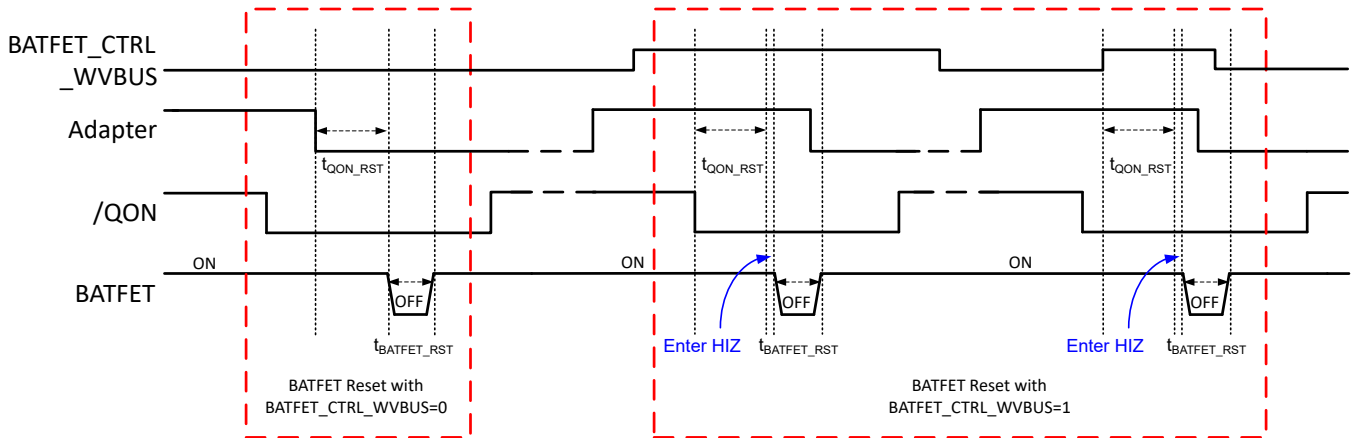 BATFET_CTRL
_WVBUS
Adapter
tQON_RST tQON_RST tQON_RST
/QON
ON ON ON
BATFET
OFF OFF OFF
tBATFET_RST Enter HIZ tBATFET_RST Enter HIZ tBATFET_RST
BATFET Reset with
BATFET_CTRL_WVBUS=0
BATFET Reset with
BATFET_CTRL_WVBUS=1